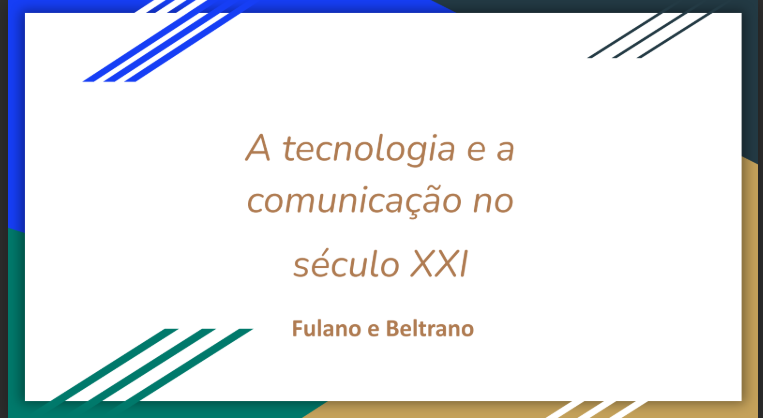 A tecnologia e a
comunicação no
século XXI
Fulano e Beltrano